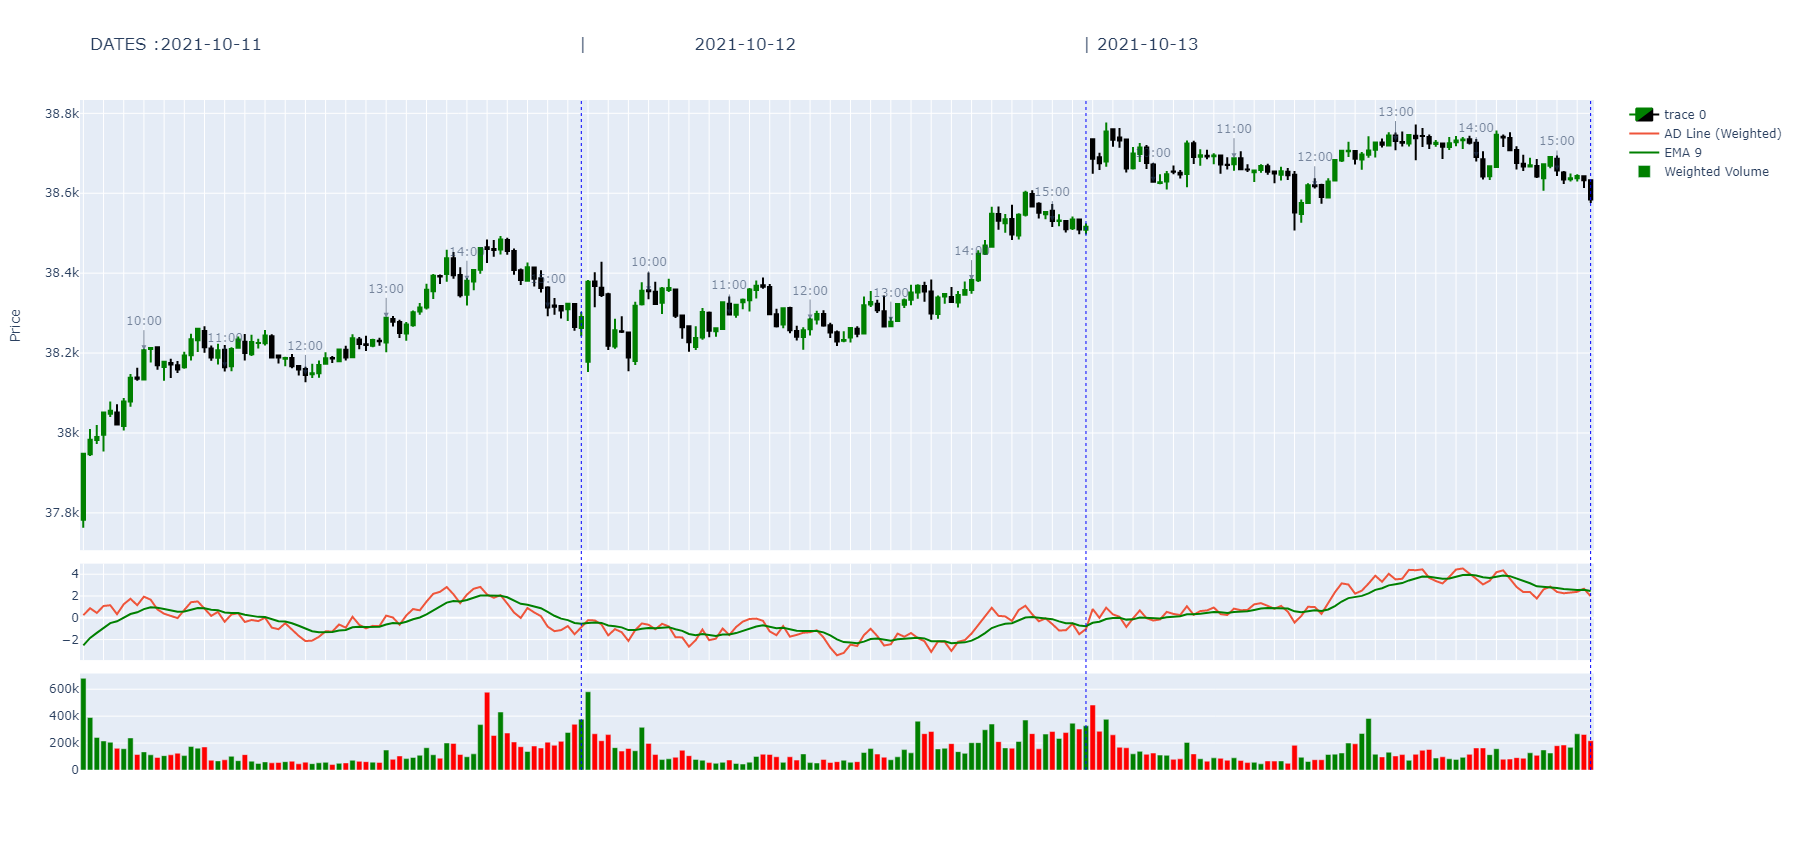 DATES :2021-10-11 | 2021-10-12 | 2021-10-13
Price
38.8k
38.6k
38.4k
38.2k
38k
37.8k
10:00
11:00
12:00
13:00
14:00
:00
10:00
11:00
12:00
13:00
14:00
15:00
:00
11:00
12:00
13:00
14:00
15:00
4
2
0
−2
600k
400k
200k
0
trace 0
AD Line (Weighted)
EMA 9
Weighted Volume